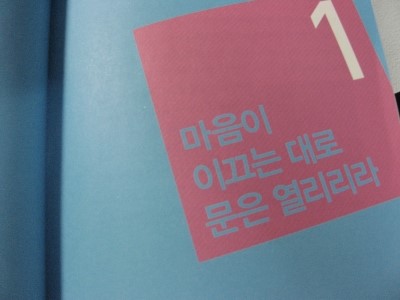 1
마음이
이끄는 대로
문은 열리리라